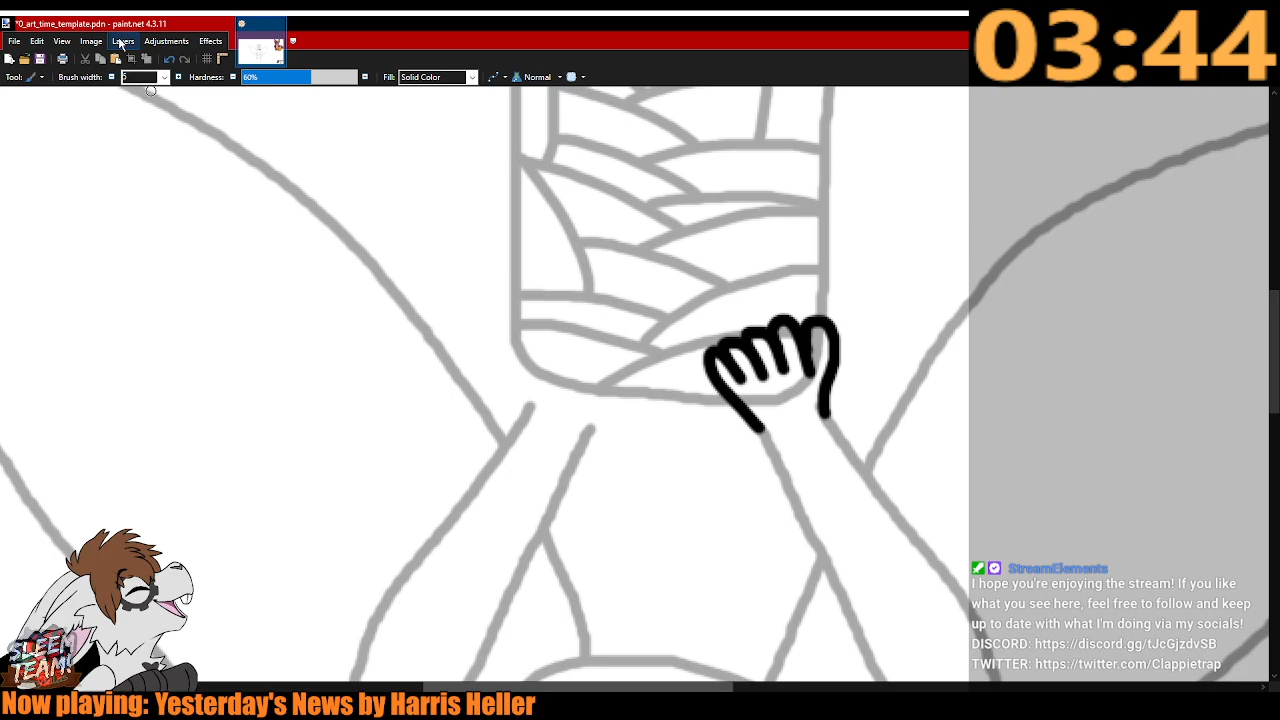 *0_art_time_template.pdn - paint.net 4.3.11
03:44
File Edit View Image Layers Adjustments Effects
Tool: Brush width: 5 Hardness: 60% Fill: Solid Color Normal
StreamElements
I hope you're enjoying the stream! If you like
what you see here, feel free to follow and keep
up to date with what I'm doing via my socials!
DISCORD: https://discord.gg/tJcGjzdvSB
TWITTER: https://twitter.com/Clappietrap
SLEEM
TEAM!
Now playing: Yesterday's News by Harris Heller